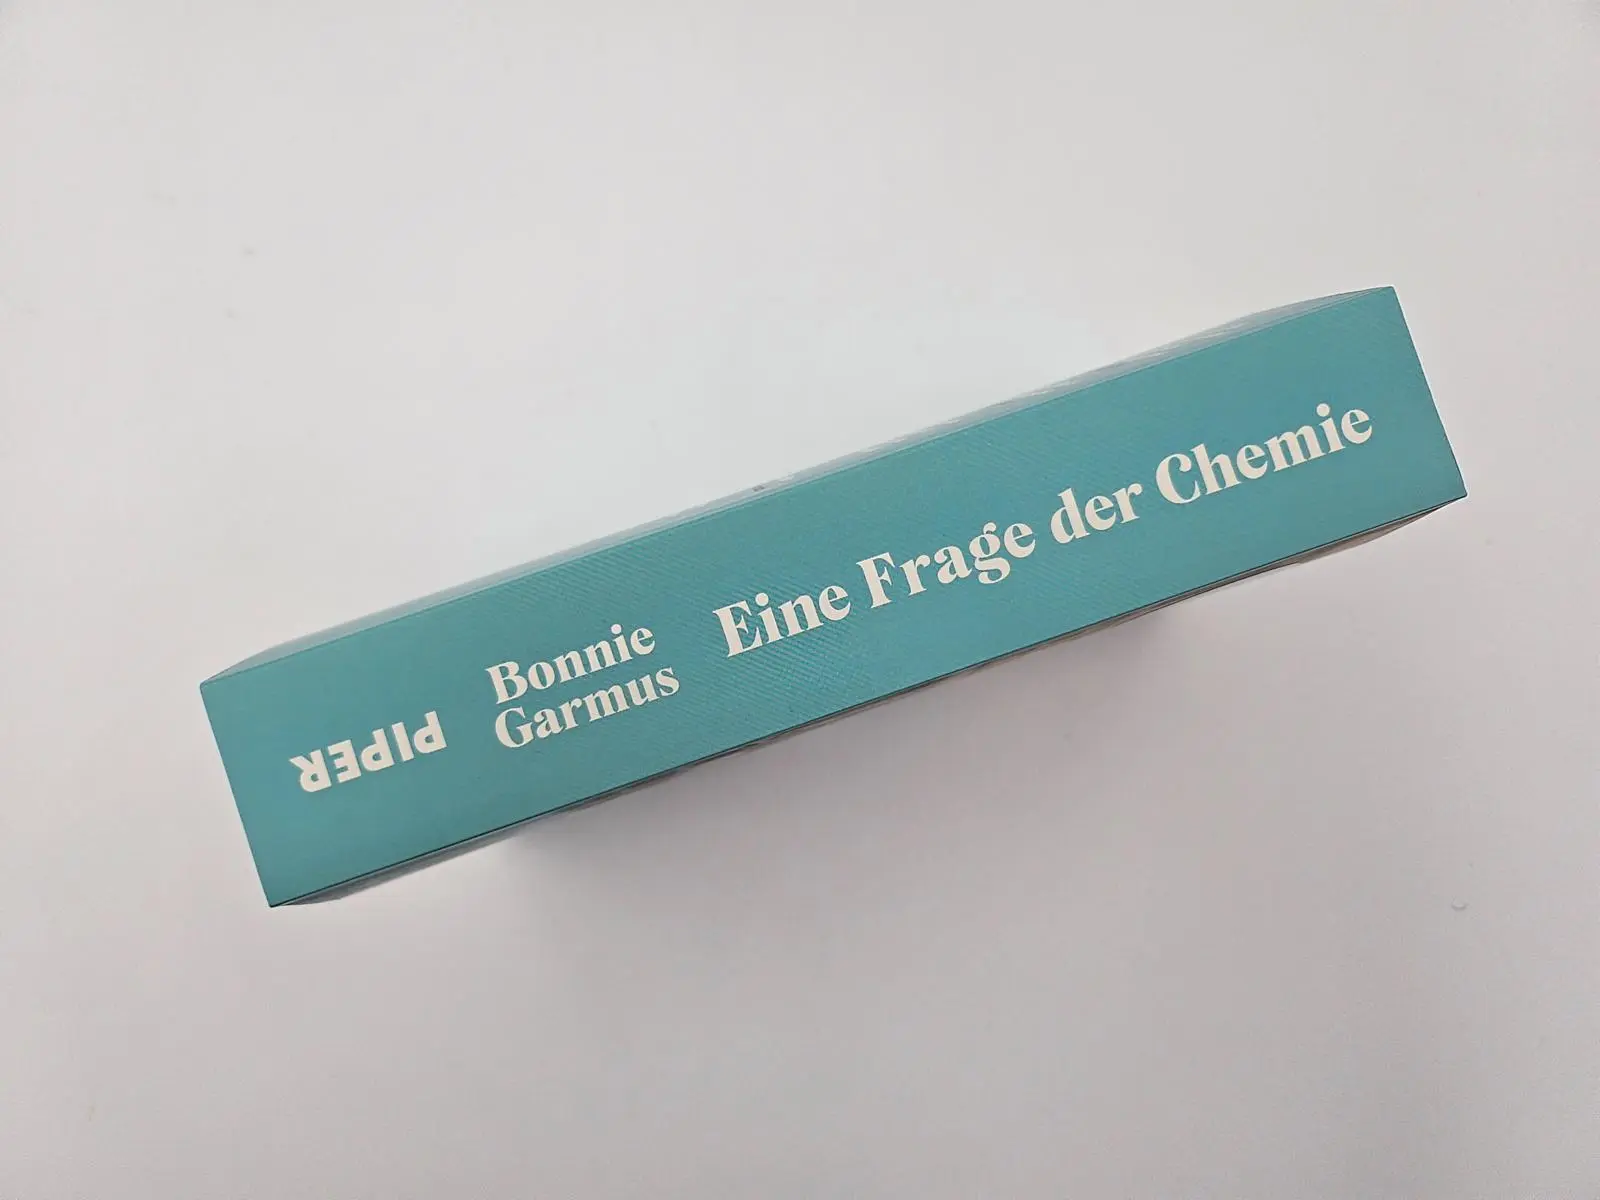 PIPER
Bonnie
Garmus
Eine Frage der Chemie